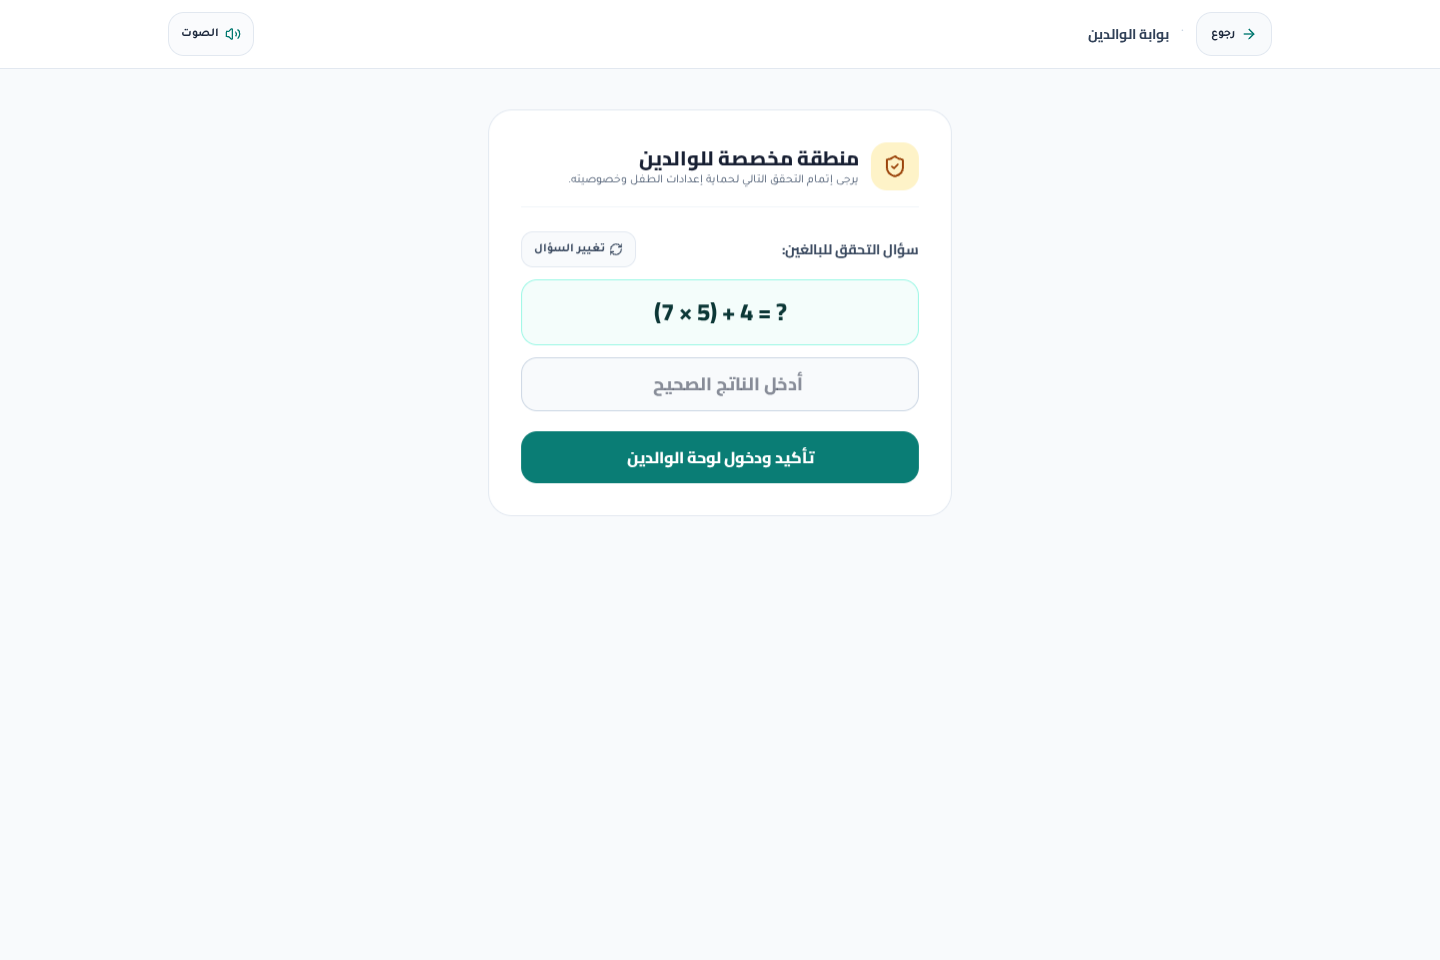 رجوع
بوابة الوالدين
الصوت
منطقة مخصصة للوالدين
يرجى إتمام التحقق التالي لحماية إعدادات الطفل وخصوصيته.
سؤال التحقق للبالغين:
تغيير السؤال
(7 × 5) + 4 = ?
أدخل الناتج الصحيح
تأكيد ودخول لوحة الوالدين